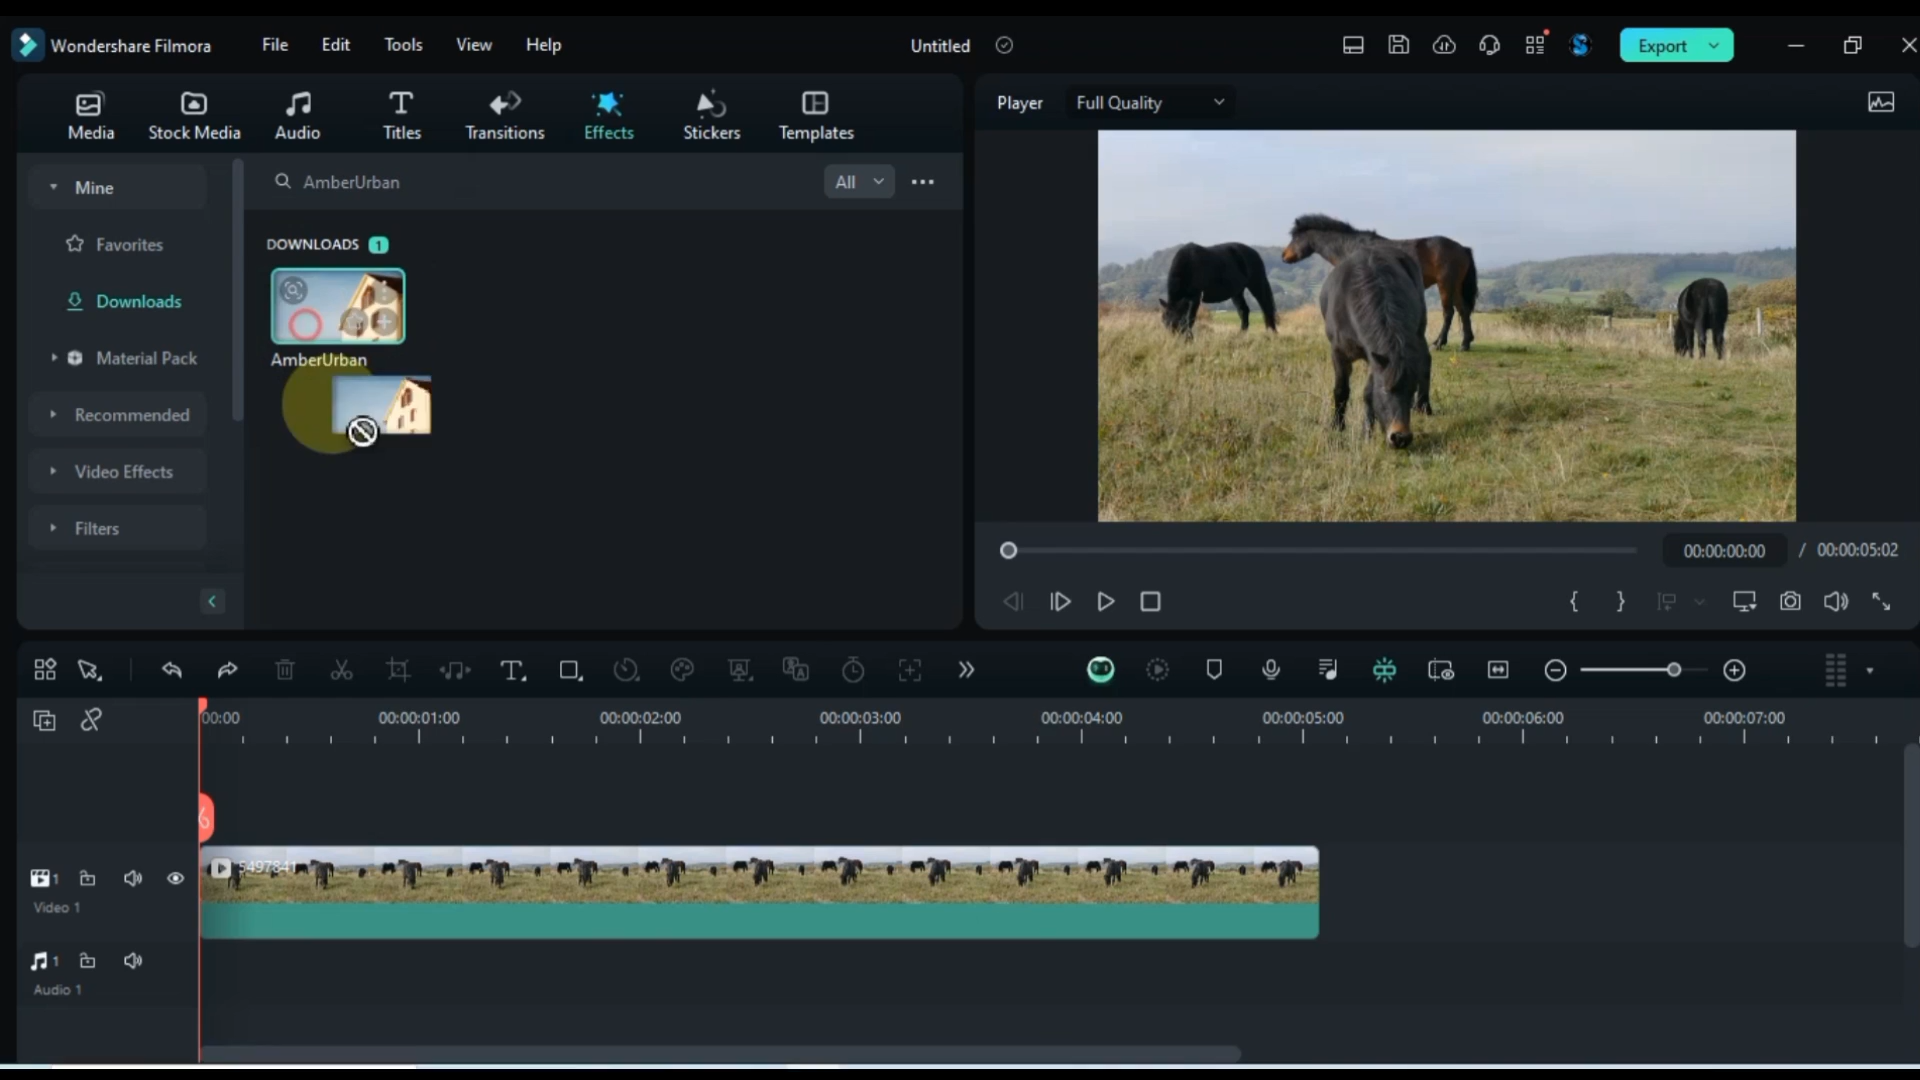 Wondershare Filmora
File
Edit
Tools
View
Help
Untitled
Export
Media
Stock Media
Audio
Titles
Transitions
Effects
Stickers
Templates
Player
Full Quality
Mine
Favorites
Downloads
Material Pack
Recommended
Video Effects
Filters
AmberUrban
All
DOWNLOADS 1
AmberUrban
00:00:00:00 / 00:00:05:02
00:00
00:00:01:00
00:00:02:00
00:00:03:00
00:00:04:00
00:00:05:00
00:00:06:00
00:00:07:00
5497841
1
Video 1
1
Audio 1